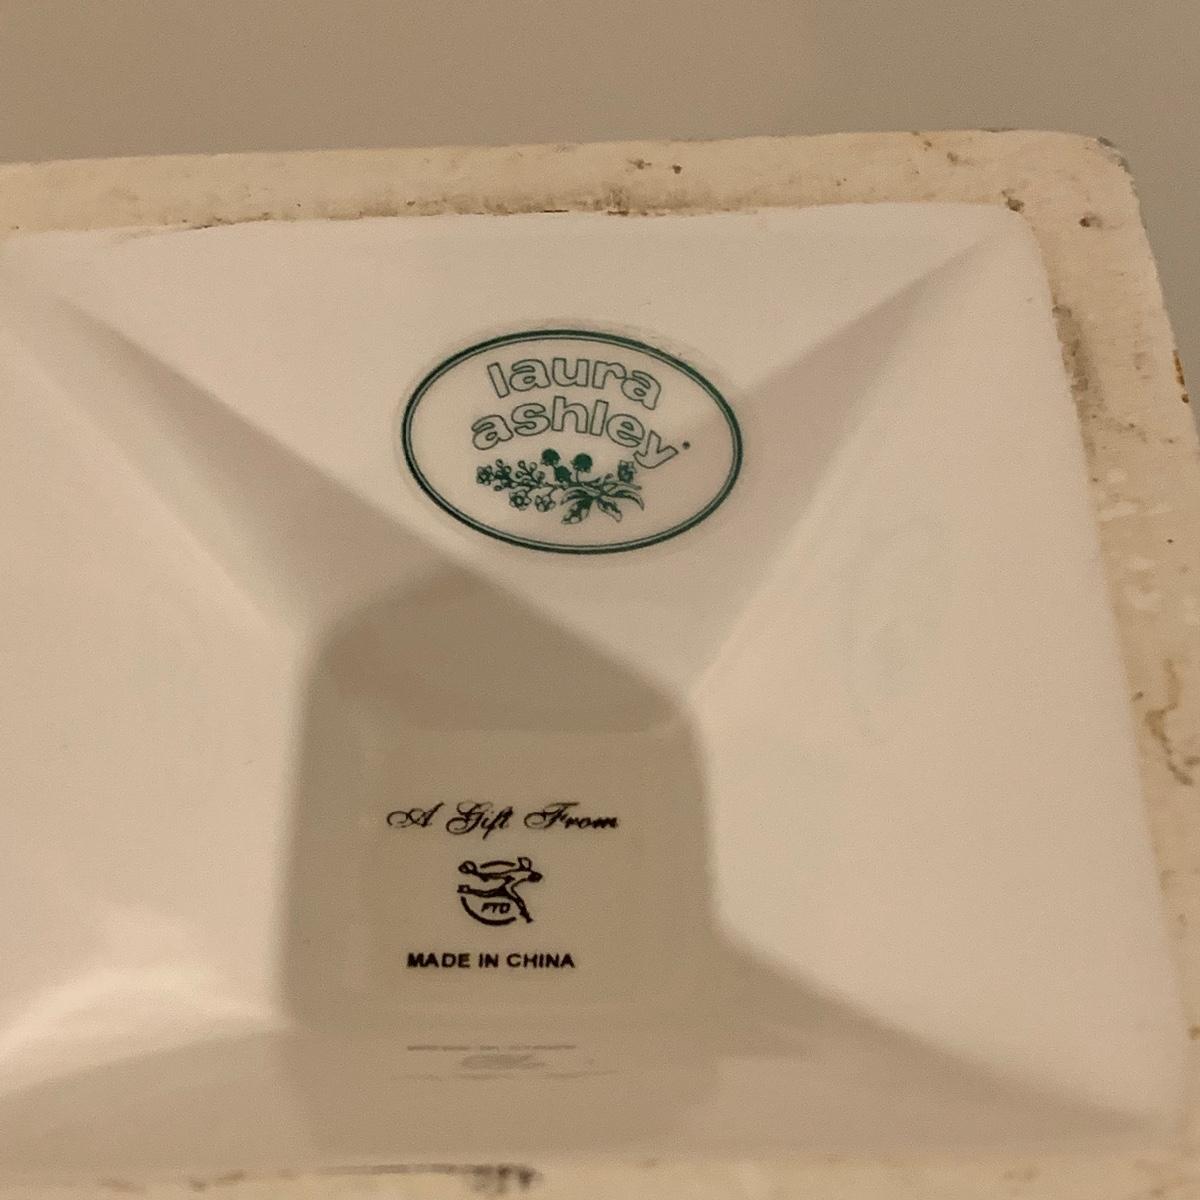 laura
ashley
A Gift From
FTD
MADE IN CHINA